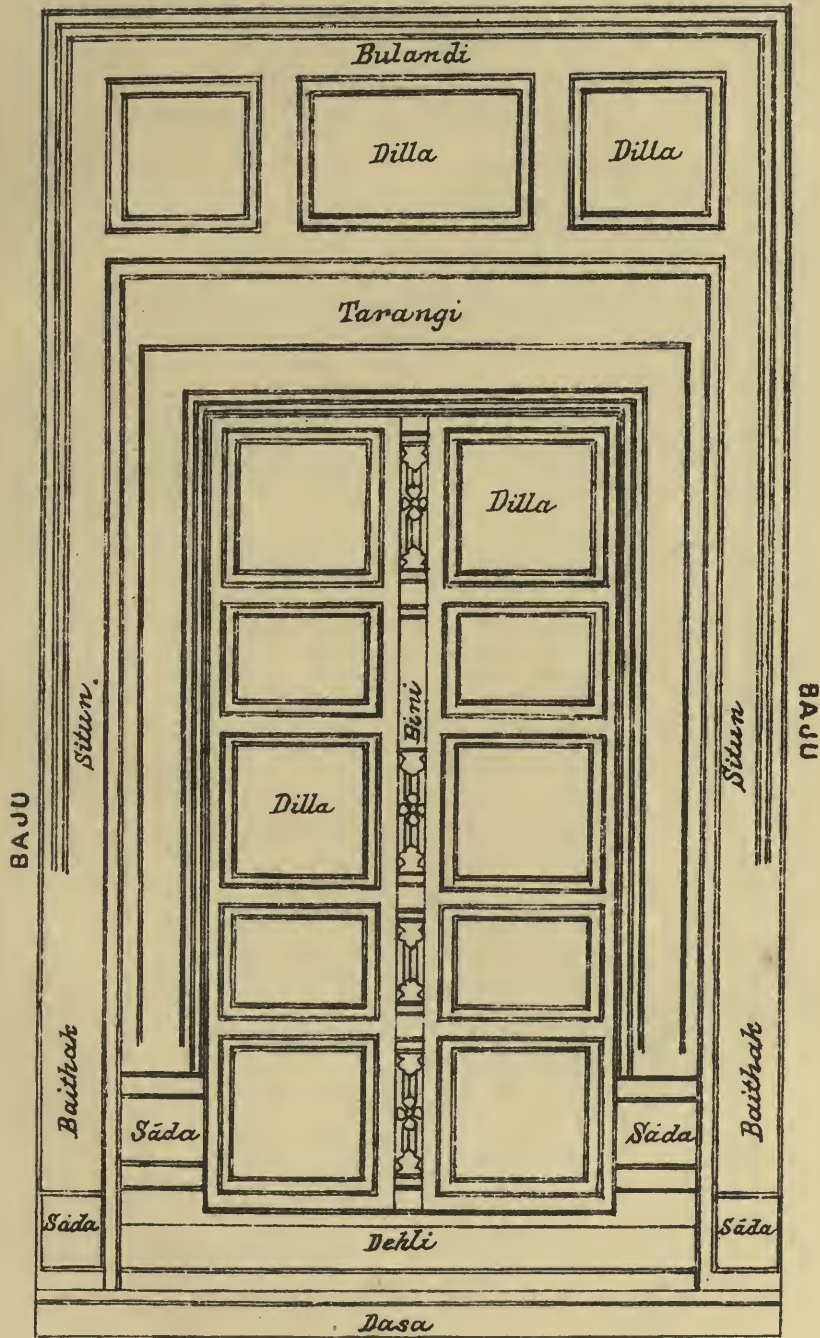 Bulandi
Dilla Dilla
Tarangi
Dilla
Bini
Situn.
Situn
BAJU
BAJU
Dilla
Baithak
Baithak
Sáda
Sáda
Sáda
Sáda
Dehli
Dasa